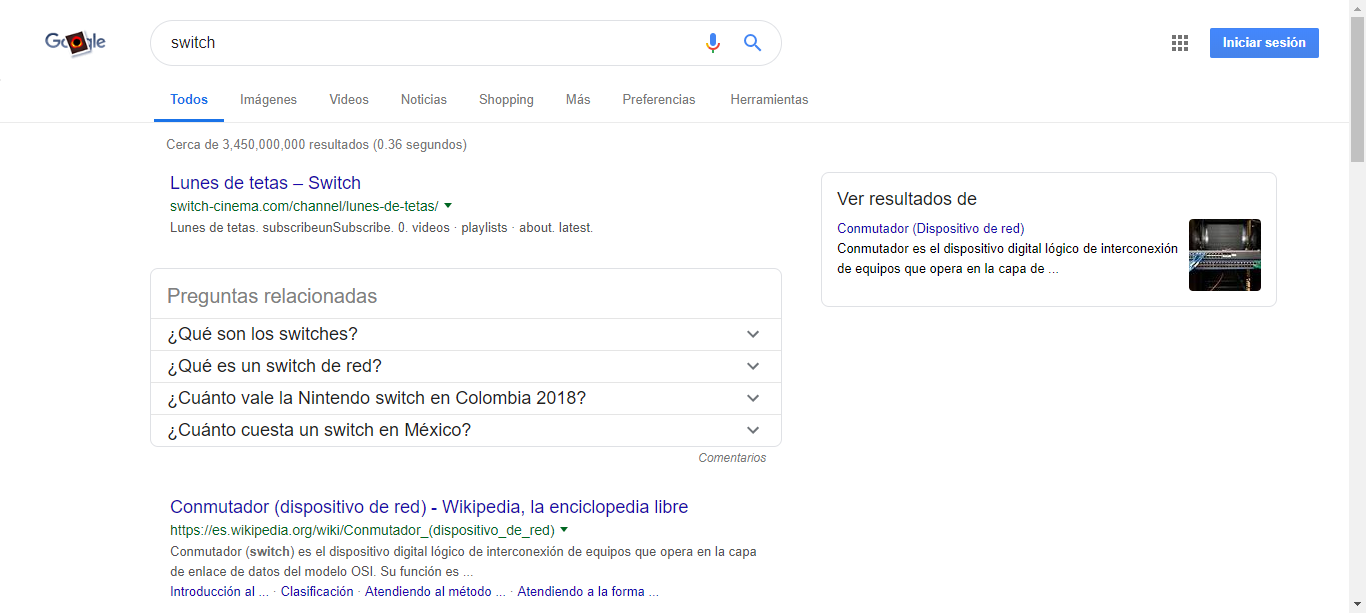 Google
switch
Iniciar sesión
Todos Imágenes Videos Noticias Shopping Más Preferencias Herramientas
Cerca de 3,450,000,000 resultados (0.36 segundos)
Lunes de tetas – Switch
switch-cinema.com/channel/lunes-de-tetas/
Lunes de tetas. subscribeunSubscribe. 0. videos · playlists · about. latest.
Preguntas relacionadas
¿Qué son los switches?
¿Qué es un switch de red?
¿Cuánto vale la Nintendo switch en Colombia 2018?
¿Cuánto cuesta un switch en México?
Comentarios
Conmutador (dispositivo de red) - Wikipedia, la enciclopedia libre
https://es.wikipedia.org/wiki/Conmutador_(dispositivo_de_red)
Conmutador (switch) es el dispositivo digital lógico de interconexión de equipos que opera en la capa
de enlace de datos del modelo OSI. Su función es ...
Introducción al ... · Clasificación · Atendiendo al método ... · Atendiendo a la forma ...
Ver resultados de
Conmutador (Dispositivo de red)
Conmutador es el dispositivo digital lógico de interconexión
de equipos que opera en la capa de ...